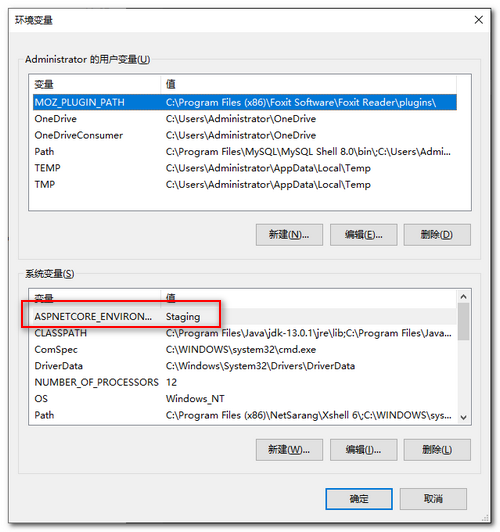 环境变量
Administrator 的用户变量(U)
变量 值
MOZ_PLUGIN_PATH C:\Program Files (x86)\Foxit Software\Foxit Reader\plugins\
OneDrive C:\Users\Administrator\OneDrive
OneDriveConsumer C:\Users\Administrator\OneDrive
Path C:\Program Files\MySQL\MySQL Shell 8.0\bin\;C:\Users\Admi...
TEMP C:\Users\Administrator\AppData\Local\Temp
TMP C:\Users\Administrator\AppData\Local\Temp
新建(N)... 编辑(E)... 删除(D)
系统变量(S)
变量 值
ASPNETCORE_ENVIRON... Staging
CLASSPATH C:\Program Files\Java\jdk-13.0.1\jre\lib;C:\Program Files\Java...
ComSpec C:\WINDOWS\system32\cmd.exe
DriverData C:\Windows\System32\Drivers\DriverData
NUMBER_OF_PROCESSORS 12
OS Windows_NT
Path C:\Program Files (x86)\NetSarang\Xshell 6\;C:\WINDOWS\sys...
新建(W)... 编辑(I)... 删除(L)
确定 取消